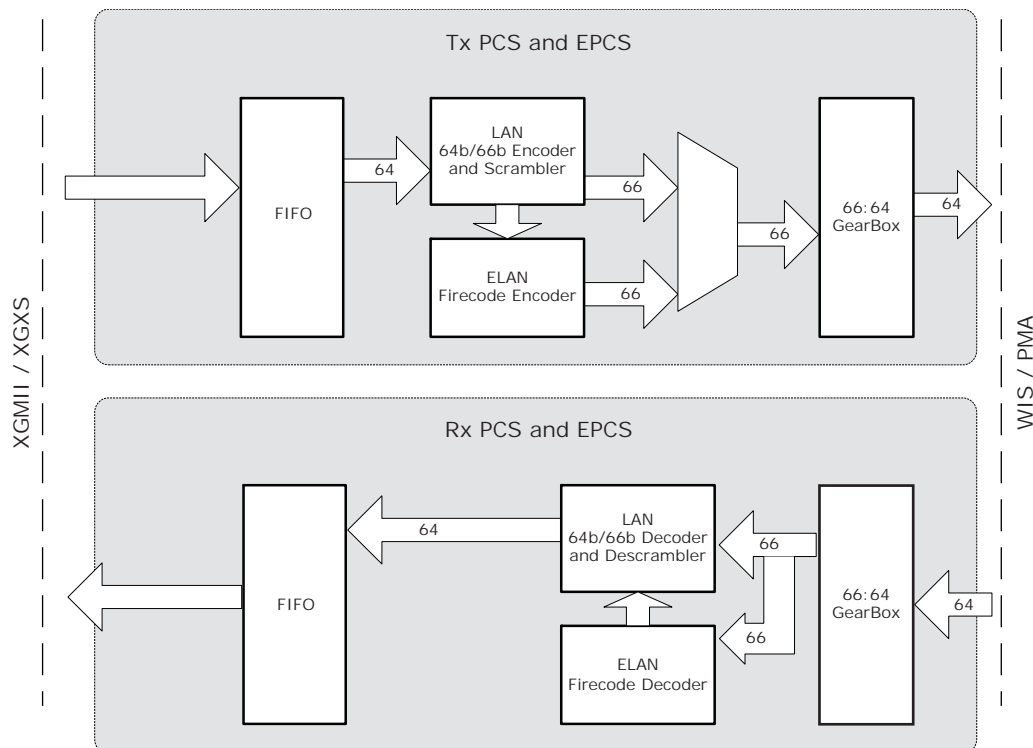 Tx PCS and EPCS
FIFO
64
LAN
64b/66b Encoder
and Scrambler
66
ELAN
Firecode Encoder
66
66
66:64
GearBox
64
XGMII / XGXS
WIS / PMA
Rx PCS and EPCS
FIFO
64
LAN
64b/66b Decoder
and Descrambler
66
ELAN
Firecode Decoder
66
66:64
GearBox
64